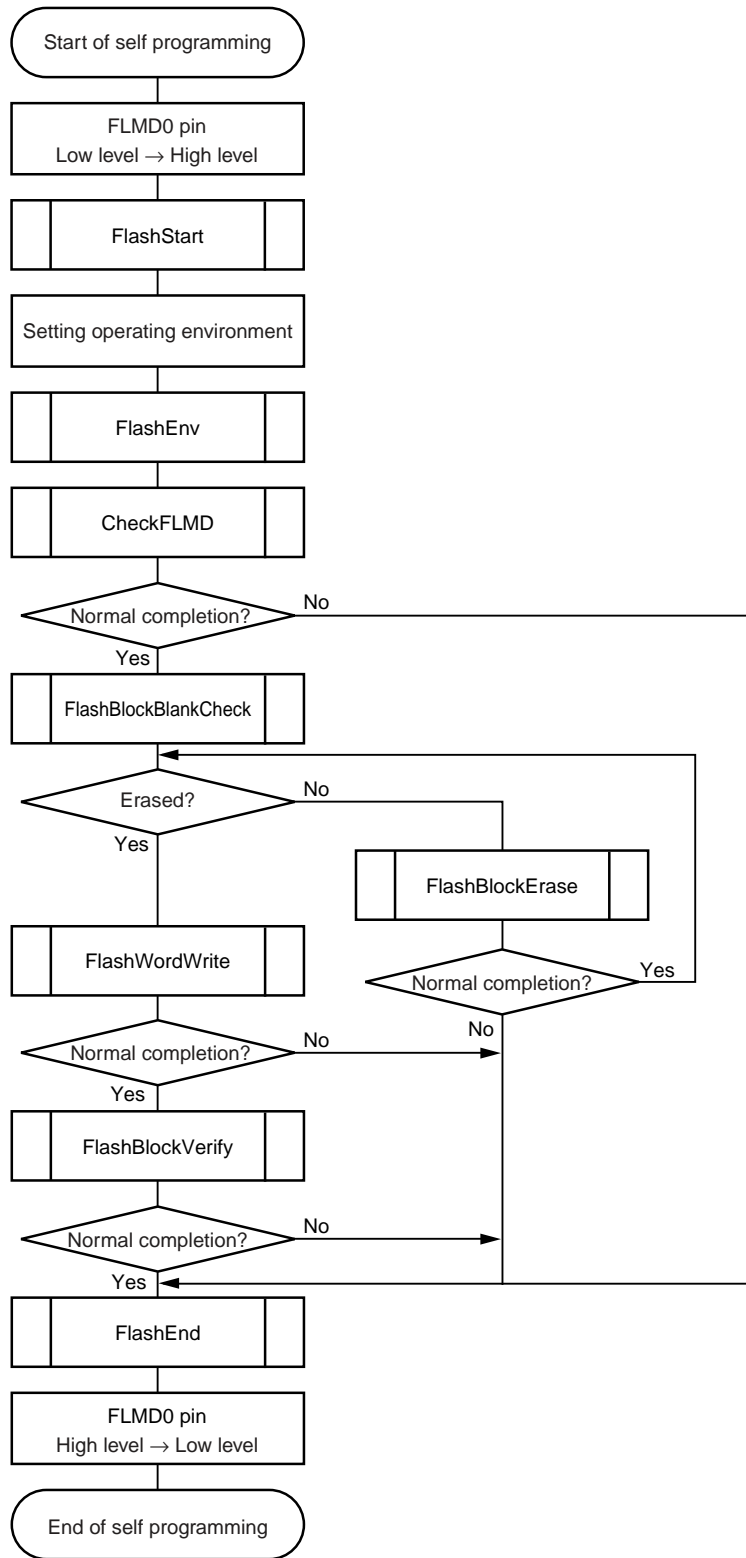 Start of self programming
FLMD0 pin
Low level → High level
FlashStart
Setting operating environment
FlashEnv
CheckFLMD
Normal completion?
No
Yes
FlashBlockBlankCheck
Erased?
No
Yes
FlashBlockErase
FlashWordWrite
Normal completion?
Yes
No
Normal completion?
No
Yes
FlashBlockVerify
Normal completion?
No
Yes
FlashEnd
FLMD0 pin
High level → Low level
End of self programming